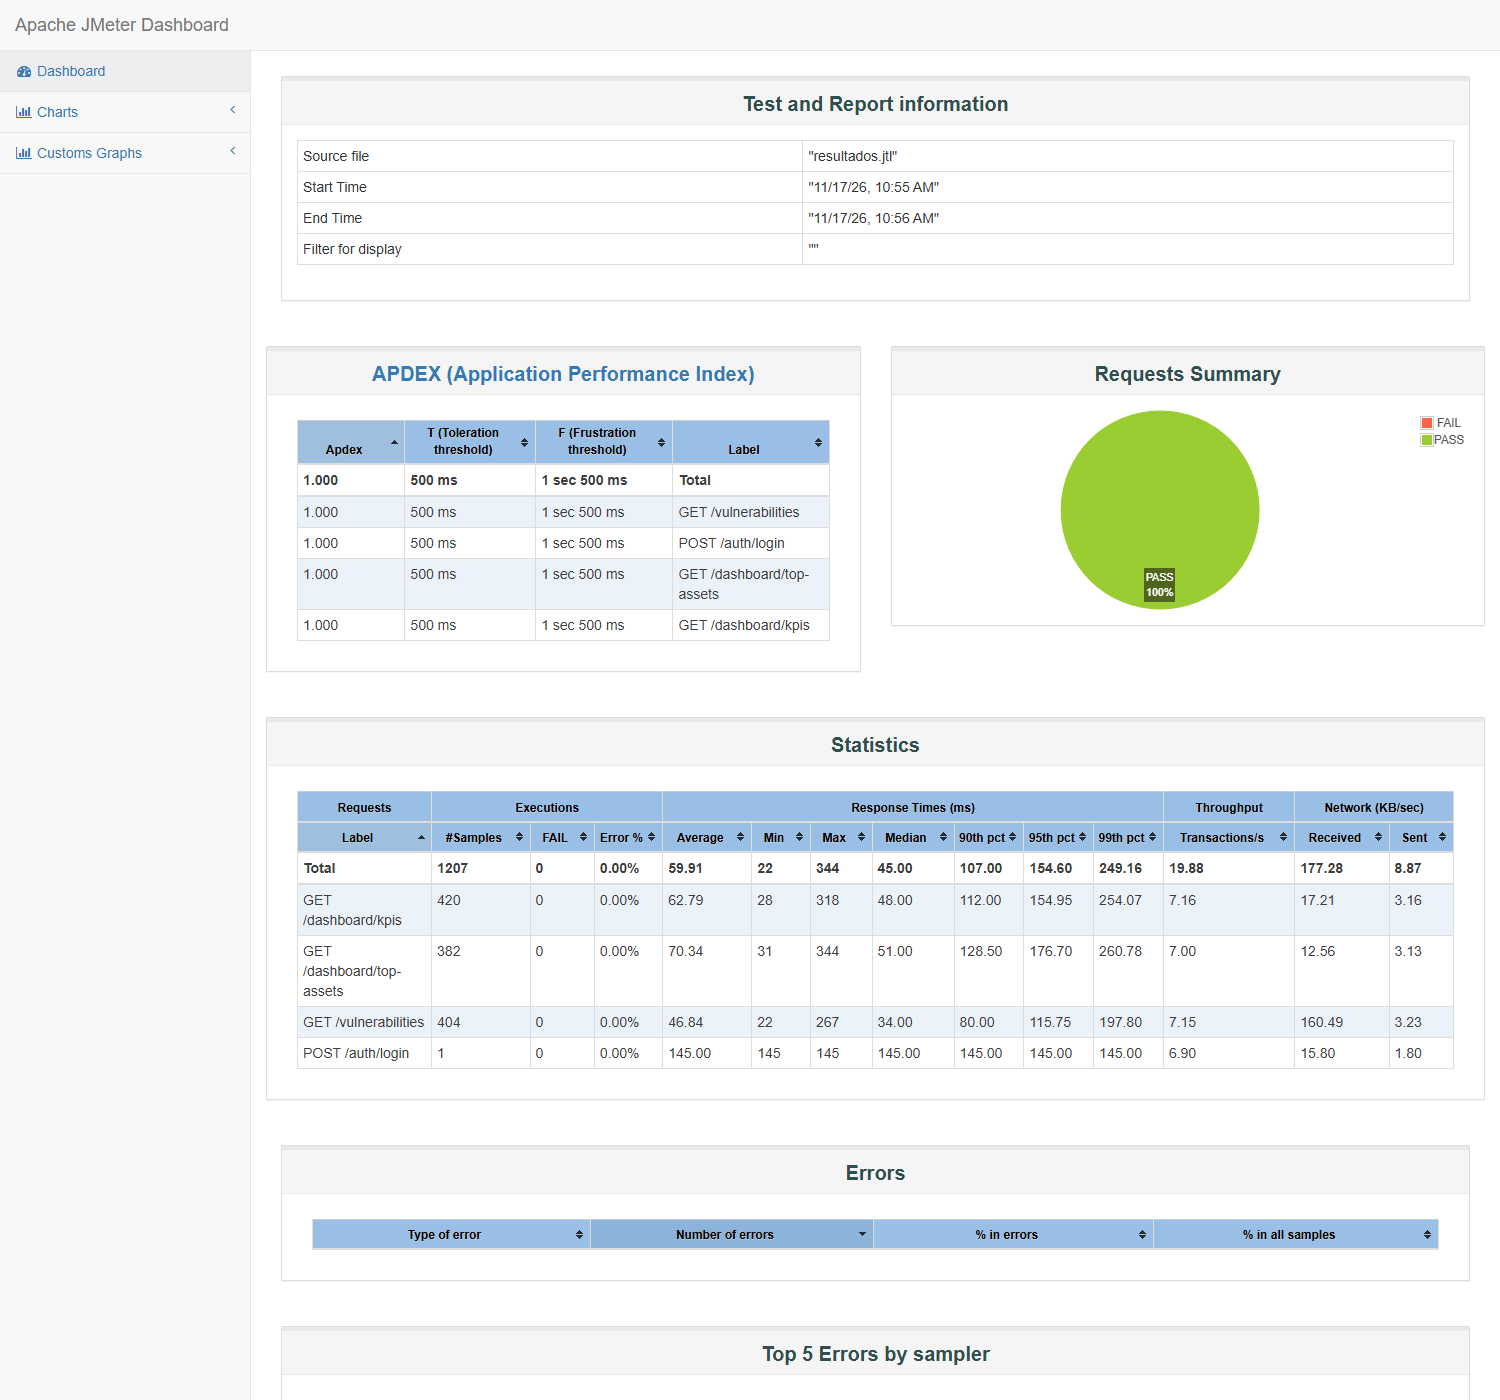 Apache JMeter Dashboard
Dashboard
Charts
Customs Graphs
Test and Report information
Source file "resultados.jtl"
Start Time "11/17/26, 10:55 AM"
End Time "11/17/26, 10:56 AM"
Filter for display ""
APDEX (Application Performance Index)
Apdex T (Toleration threshold) F (Frustration threshold) Label
1.000 500 ms 1 sec 500 ms Total
1.000 500 ms 1 sec 500 ms GET /vulnerabilities
1.000 500 ms 1 sec 500 ms POST /auth/login
1.000 500 ms 1 sec 500 ms GET /dashboard/top-
assets
1.000 500 ms 1 sec 500 ms GET /dashboard/kpis
Requests Summary
FAIL
PASS
PASS
100%
Statistics
Requests Executions Response Times (ms) Throughput Network (KB/sec)
Label #Samples FAIL Error % Average Min Max Median 90th pct 95th pct 99th pct Transactions/s Received Sent
Total 1207 0 0.00% 59.91 22 344 45.00 107.00 154.60 249.16 19.88 177.28 8.87
GET 420 0 0.00% 62.79 28 318 48.00 112.00 154.95 254.07 7.16 17.21 3.16
/dashboard/kpis
GET 382 0 0.00% 70.34 31 344 51.00 128.50 176.70 260.78 7.00 12.56 3.13
/dashboard/top-
assets
GET /vulnerabilities 404 0 0.00% 46.84 22 267 34.00 80.00 115.75 197.80 7.15 160.49 3.23
POST /auth/login 1 0 0.00% 145.00 145 145 145.00 145.00 145.00 145.00 6.90 15.80 1.80
Errors
Type of error Number of errors % in errors % in all samples
Top 5 Errors by sampler